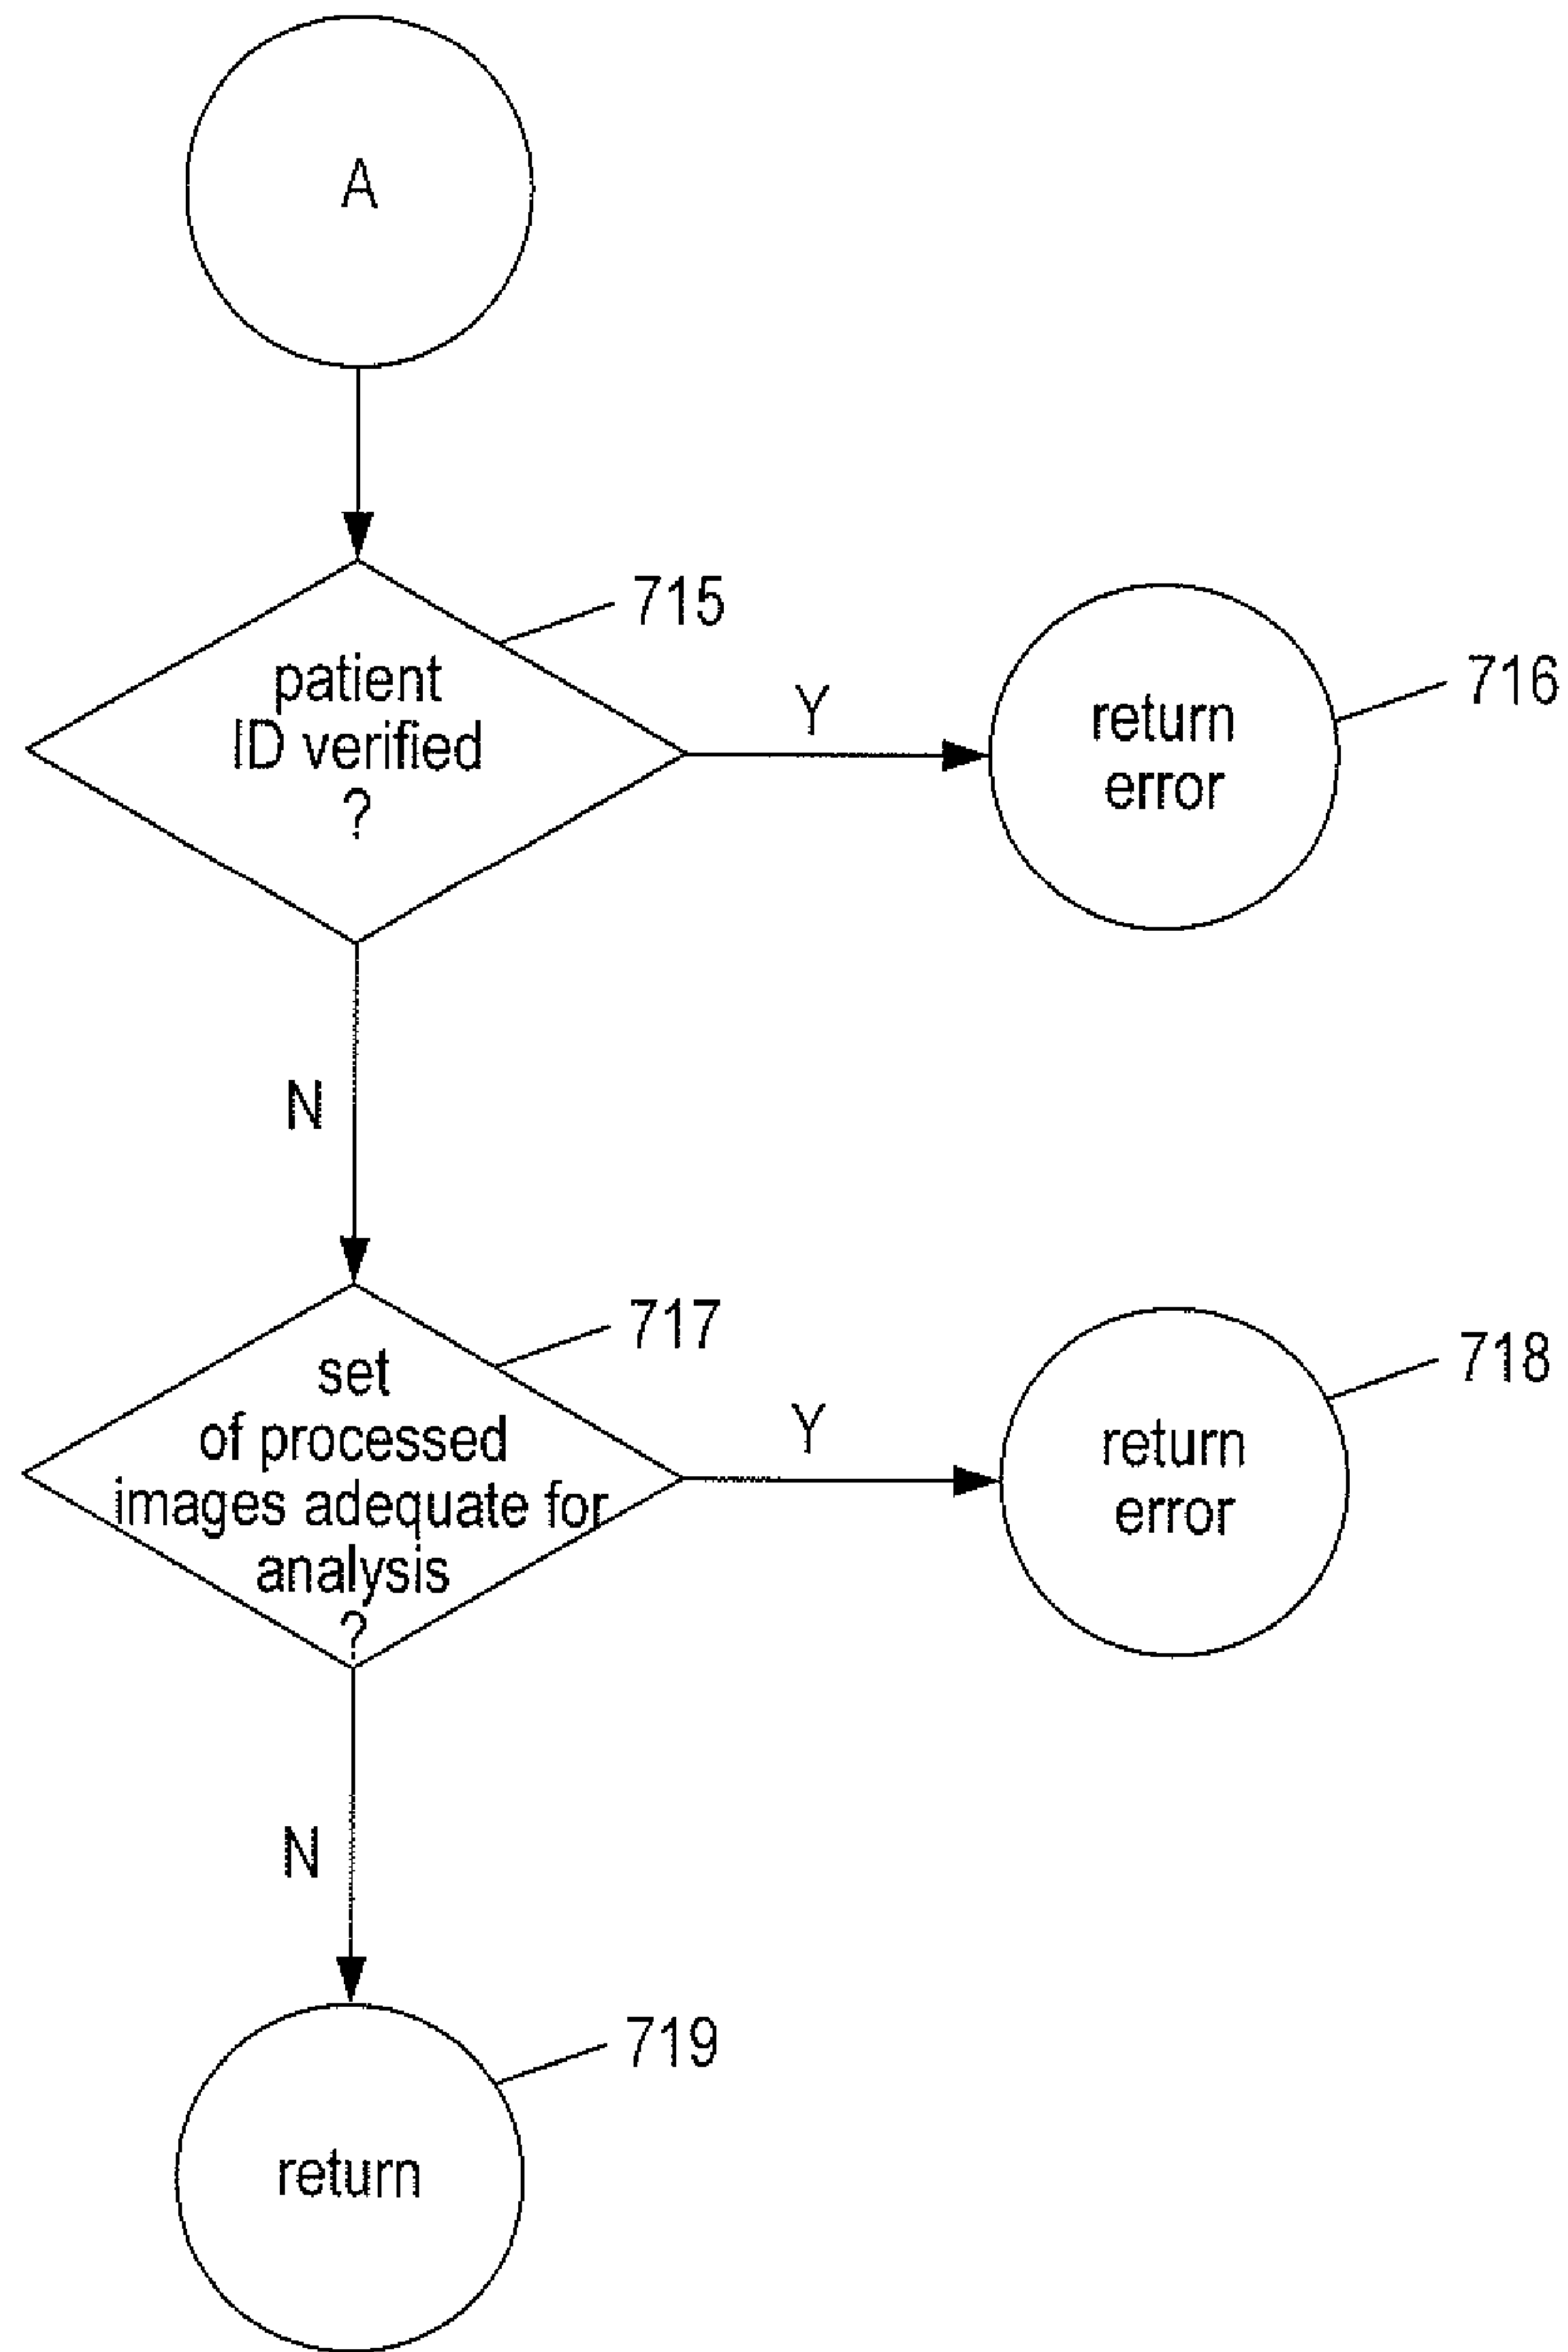 A
715
patient
ID verified
?
Y
return
error
716
N
717
set
of processed
images adequate for
analysis
?
Y
return
error
718
N
719
return